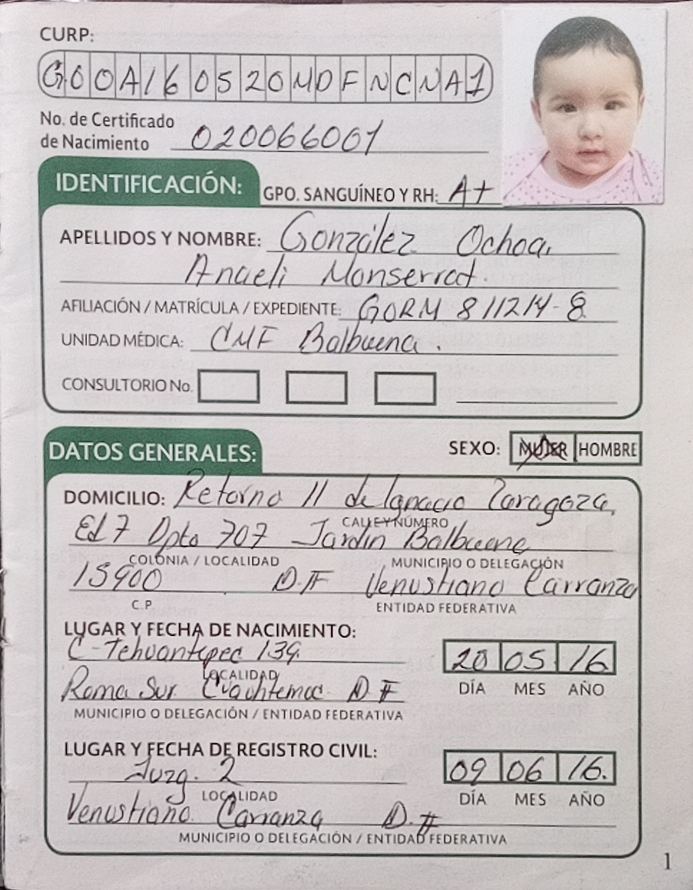 CURP:
GOOA160520MDFNCNA1
No. de Certificado
de Nacimiento 020066001
IDENTIFICACIÓN: GPO. SANGUÍNEO Y RH: A+
APELLIDOS Y NOMBRE: González Ochoa
Anaeli Monserrat.
AFILIACIÓN / MATRÍCULA / EXPEDIENTE: GORM 811214-8
UNIDAD MÉDICA: CMF Balbuena.
CONSULTORIO No.
DATOS GENERALES: SEXO: MUJER HOMBRE
DOMICILIO: Retorno 11 de Ignacio Zaragoza,
CALLE Y NÚMERO
Ed 7 Dpto 707 Jardin Balbuena
COLONIA / LOCALIDAD MUNICIPIO O DELEGACIÓN
15900 D.F Venustiano Carranza
C.P. ENTIDAD FEDERATIVA
LUGAR Y FECHA DE NACIMIENTO:
C-Tehuantepec 139 20 05 16
LOCALIDAD DÍA MES AÑO
Roma Sur Cuauhtemoc D.F
MUNICIPIO O DELEGACIÓN / ENTIDAD FEDERATIVA
LUGAR Y FECHA DE REGISTRO CIVIL:
Juzg. 2 09 06 16.
LOCALIDAD DÍA MES AÑO
Venustiano Carranza D.F
MUNICIPIO O DELEGACIÓN / ENTIDAD FEDERATIVA
1